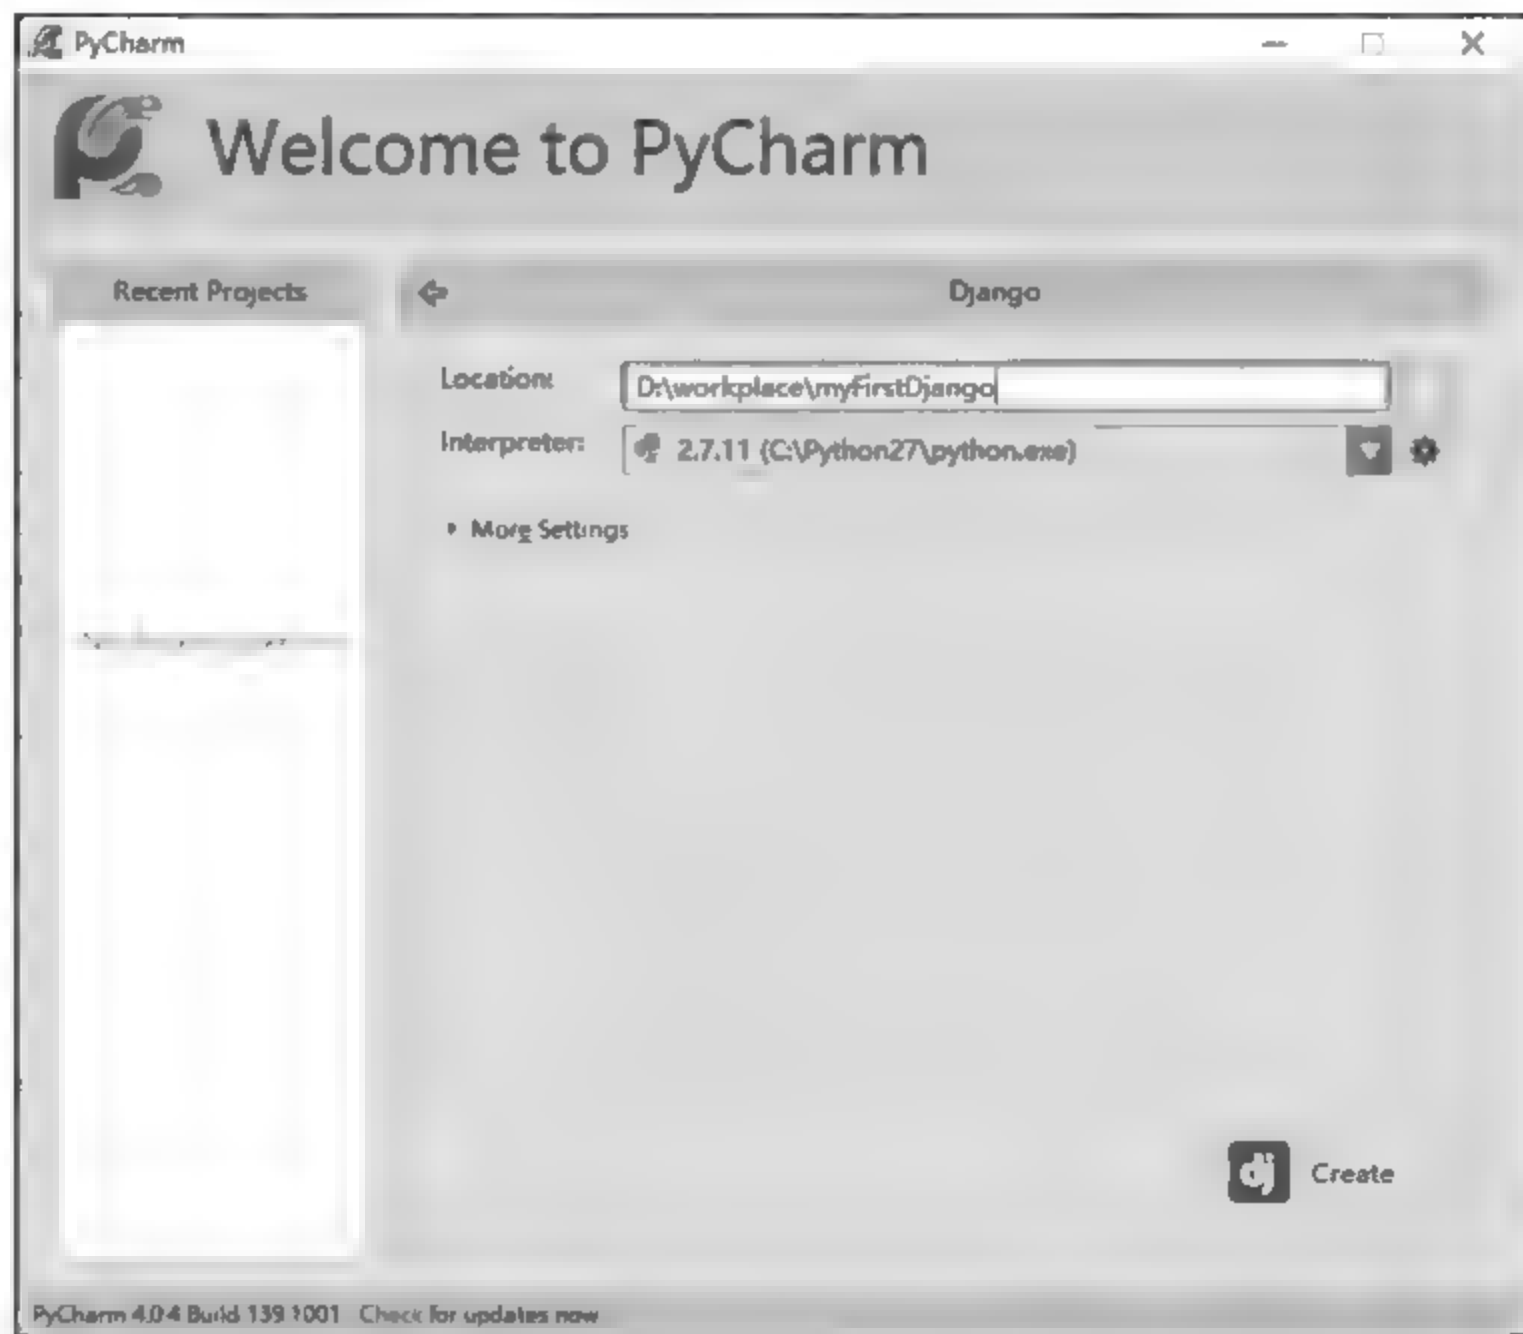 PyCharm
Welcome to PyCharm
Recent Projects
Django
Location:
D:\workplace\myFirstDjango
Interpreter:
2.7.11 (C:\Python27\python.exe)
More Settings
dj
Create
PyCharm 4.0.4 Build 139.1001 Check for updates now